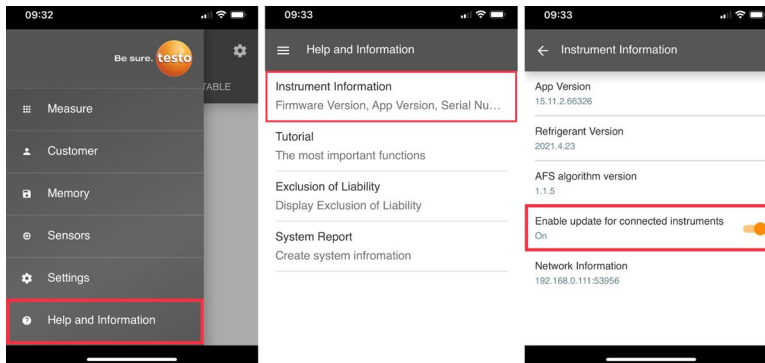 09:32
Be sure. testo
TABLE
Measure
Customer
Memory
Sensors
Settings
Help and Information
09:33
Help and Information
Instrument Information
Firmware Version, App Version, Serial Nu...
Tutorial
The most important functions
Exclusion of Liability
Display Exclusion of Liability
System Report
Create system infromation
09:33
Instrument Information
App Version
15.11.2.66326
Refrigerant Version
2021.4.23
AFS algorithm version
1.1.5
Enable update for connected instruments
On
Network Information
192.168.0.111:53956